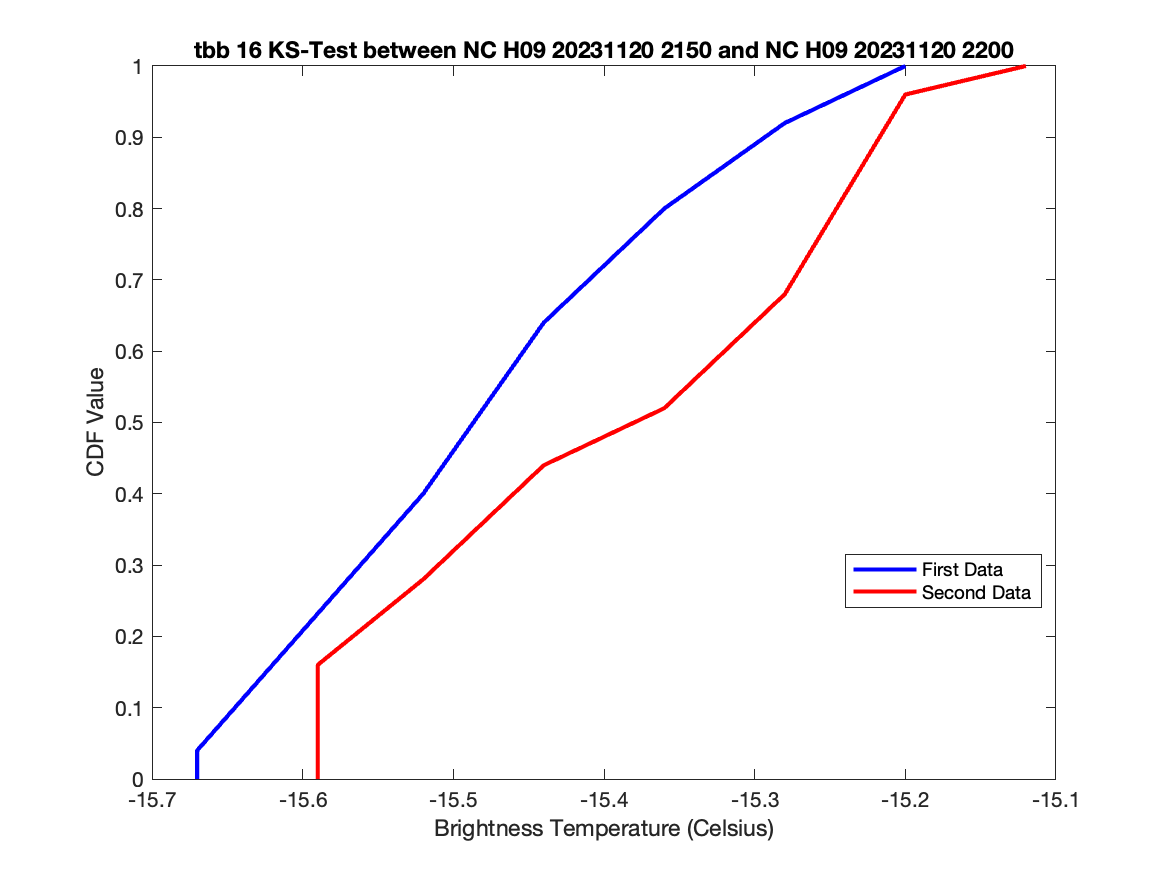 tbb 16 KS-Test between NC H09 20231120 2150 and NC H09 20231120 2200
1
0.9
0.8
0.7
0.6
0.5
0.4
0.3
0.2
0.1
0
CDF Value
First Data
Second Data
-15.7 -15.6 -15.5 -15.4 -15.3 -15.2 -15.1
Brightness Temperature (Celsius)